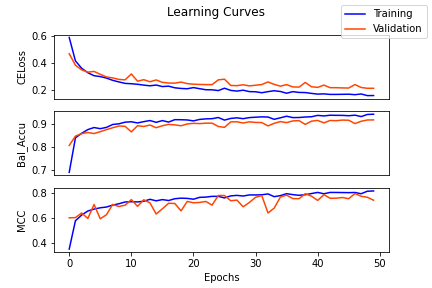 Learning Curves
Training
Validation
0.6
0.4
0.2
CELoss
0.9
0.8
0.7
Bal_Accu
0.8
0.6
0.4
MCC
0 10 20 30 40 50
Epochs